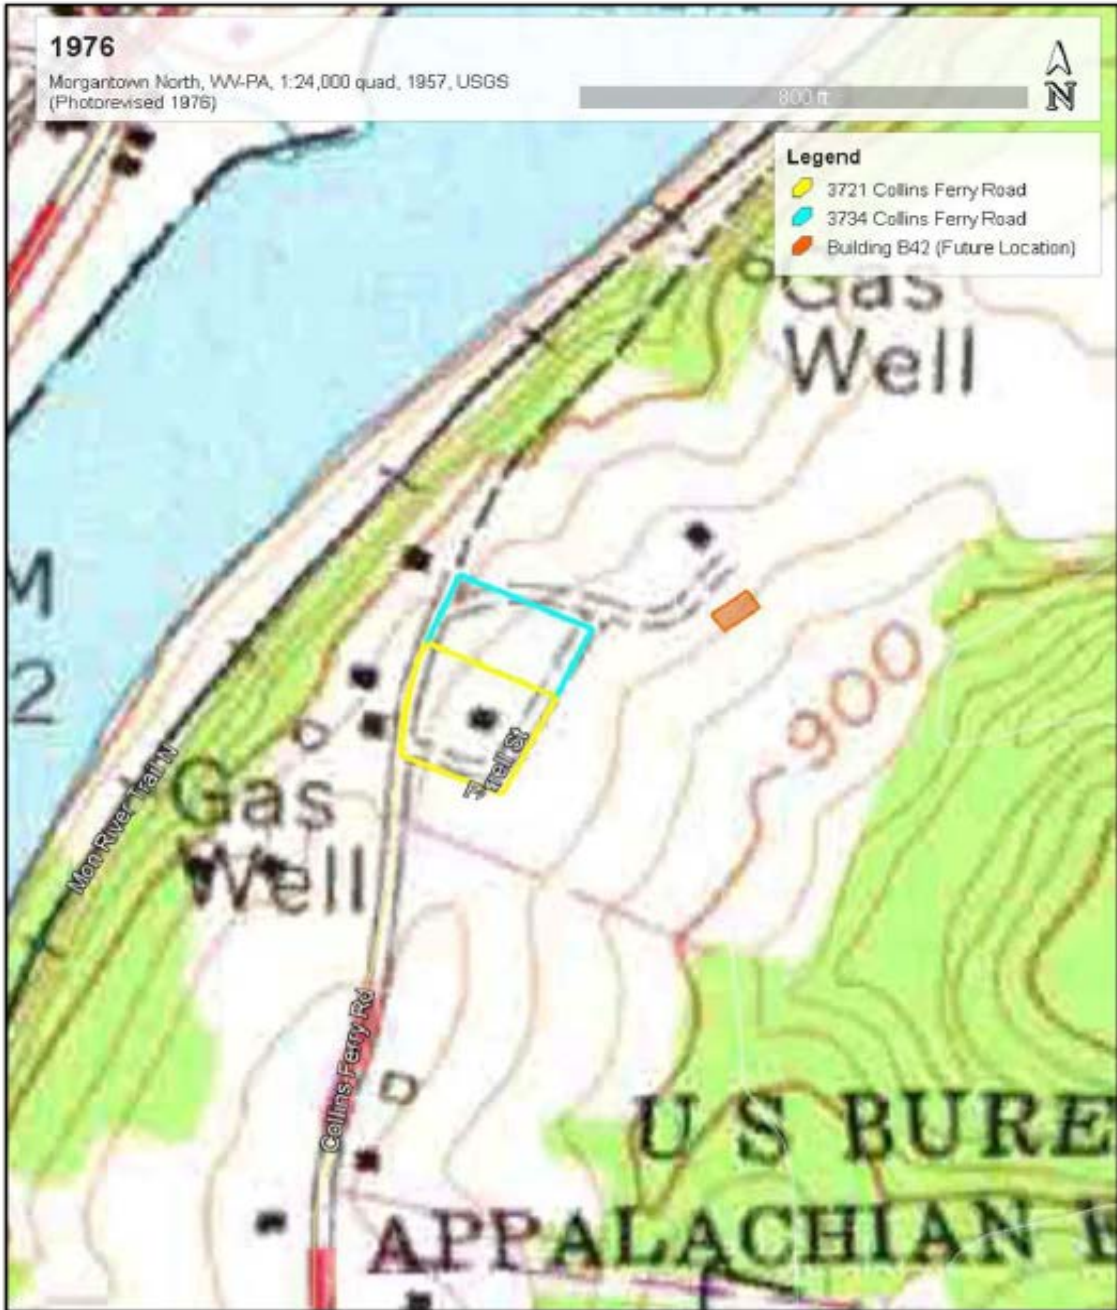 1976
Morgantown North, WV-PA, 1:24,000 quad, 1957, USGS
(Photorevised 1976)
800 ft
N
Legend
3721 Collins Ferry Road
3734 Collins Ferry Road
Building B42 (Future Location)
Gas
Well
M
2
900
Mon River Trail N
Gas
Well
Collins Ferry Rd
U S BURE
APPALACHIAN